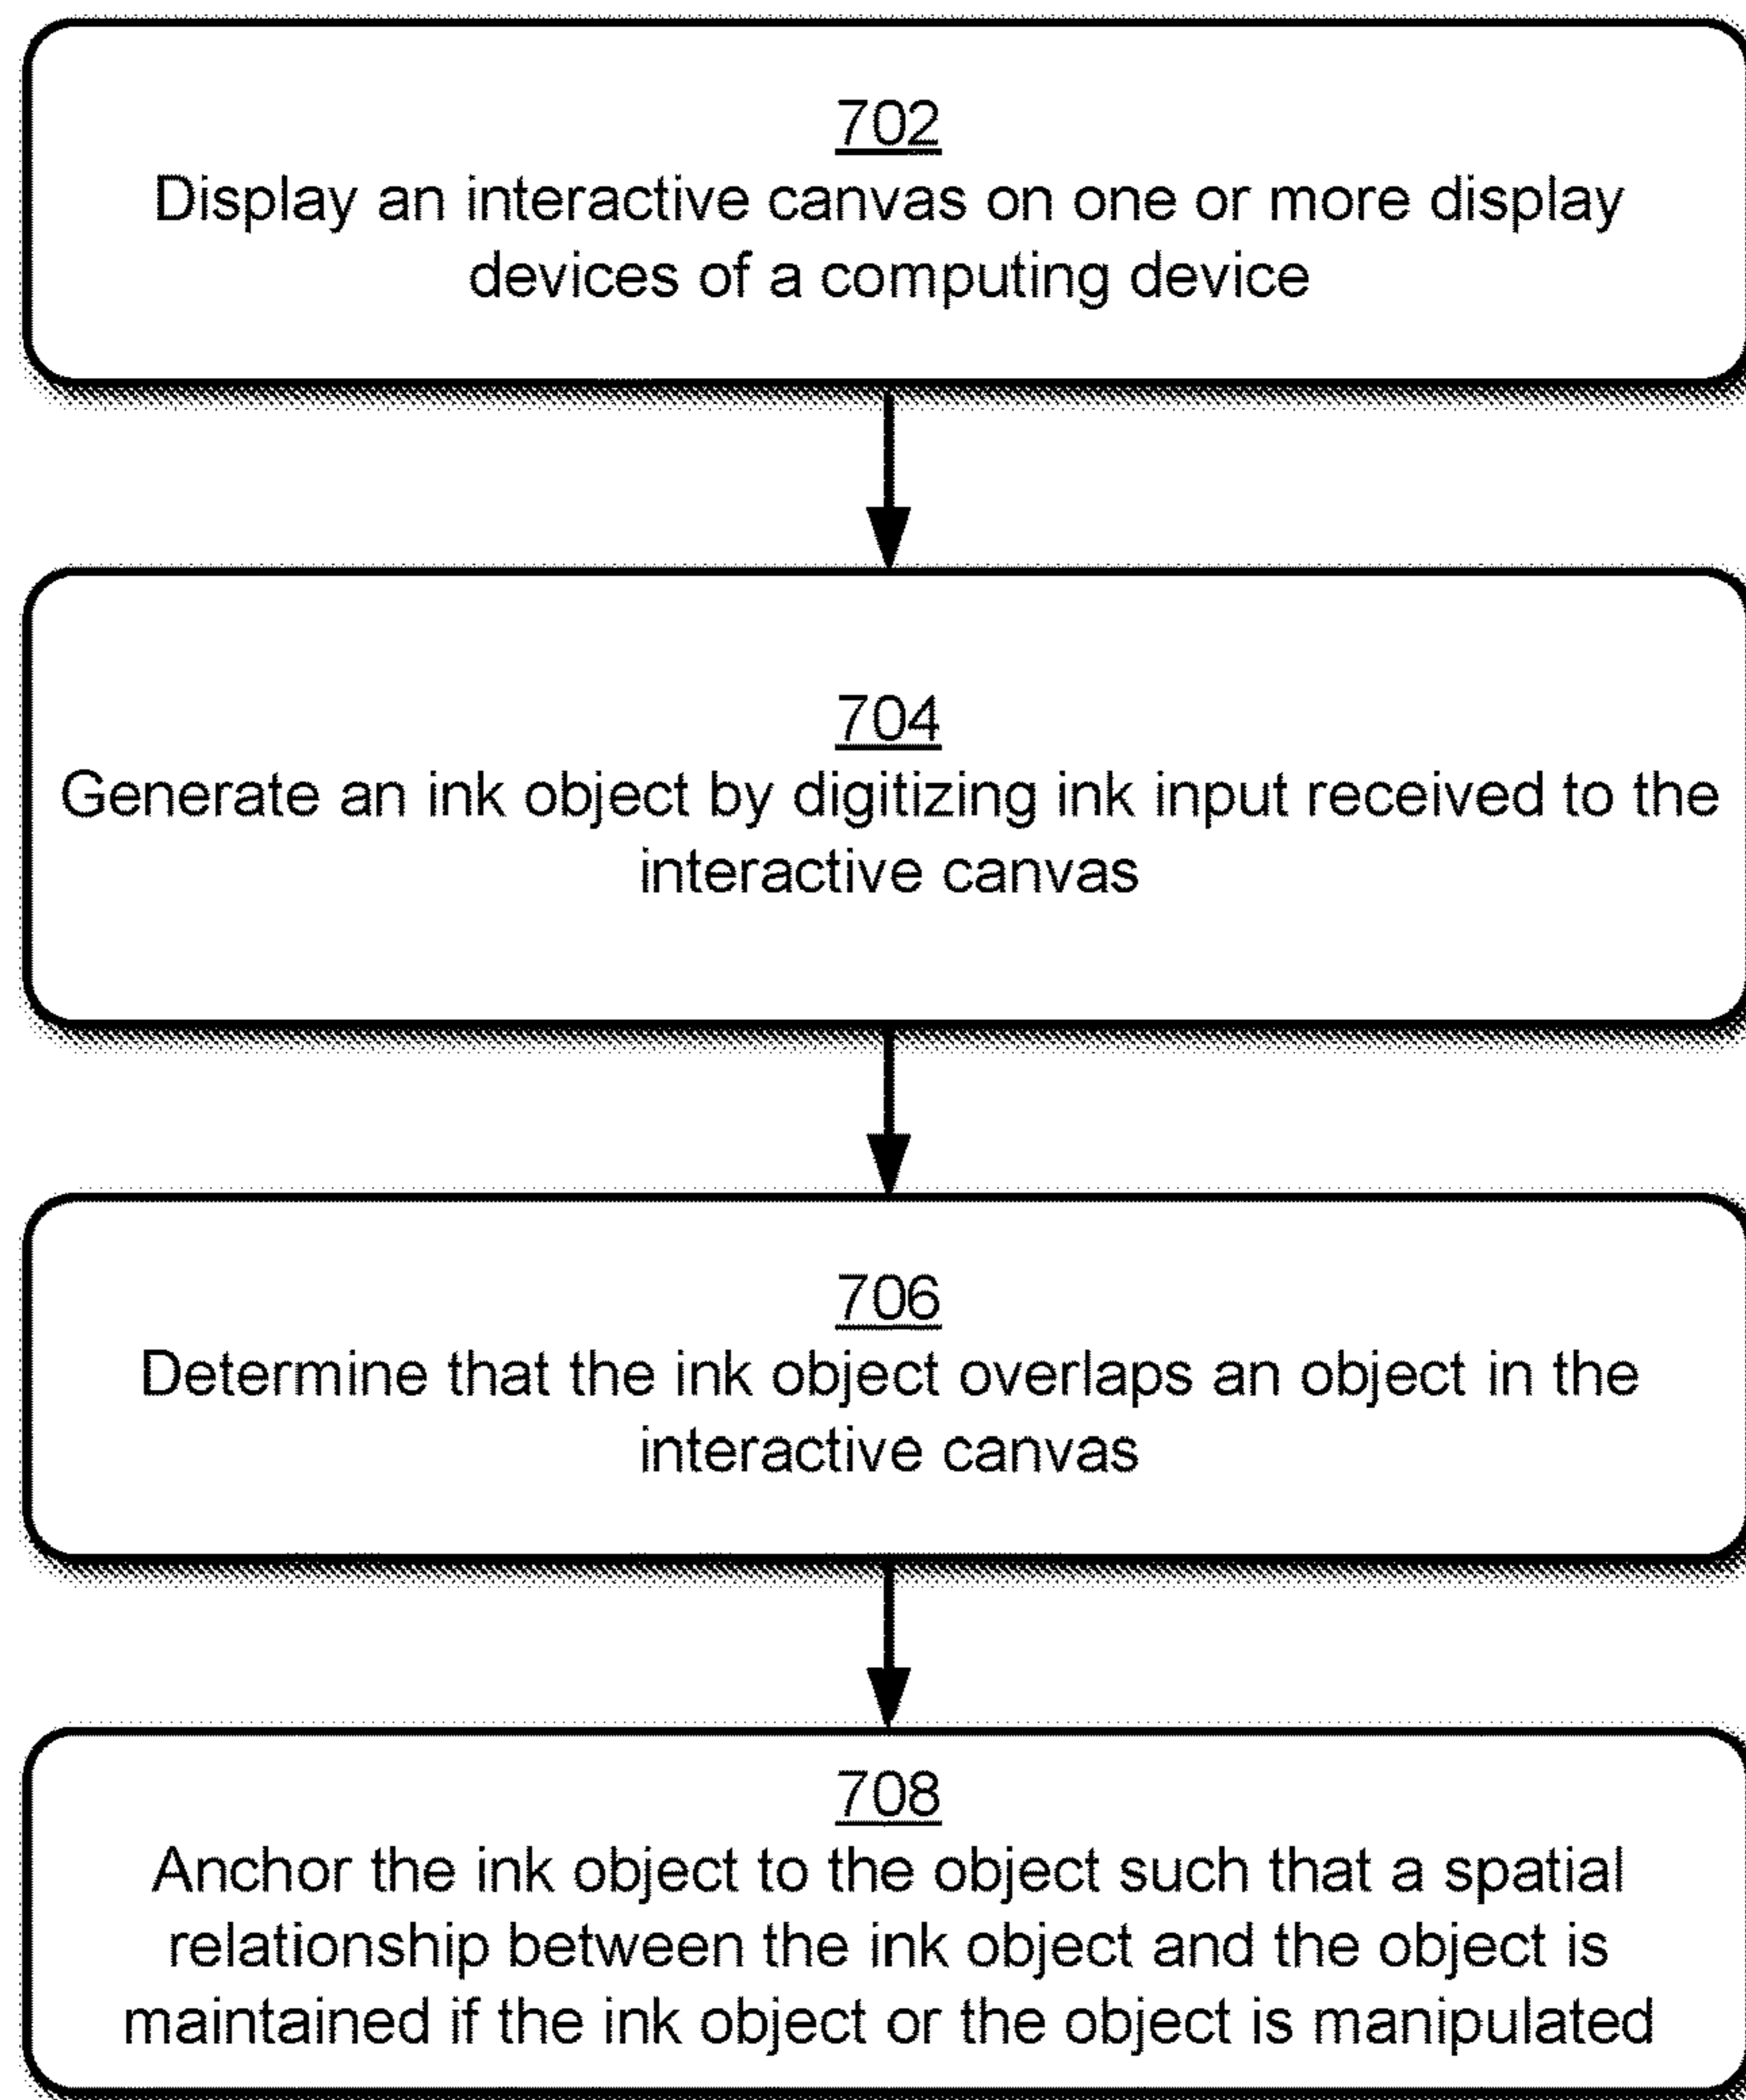 702
Display an interactive canvas on one or more display
devices of a computing device
704
Generate an ink object by digitizing ink input received to the
interactive canvas
706
Determine that the ink object overlaps an object in the
interactive canvas
708
Anchor the ink object to the object such that a spatial
relationship between the ink object and the object is
maintained if the ink object or the object is manipulated